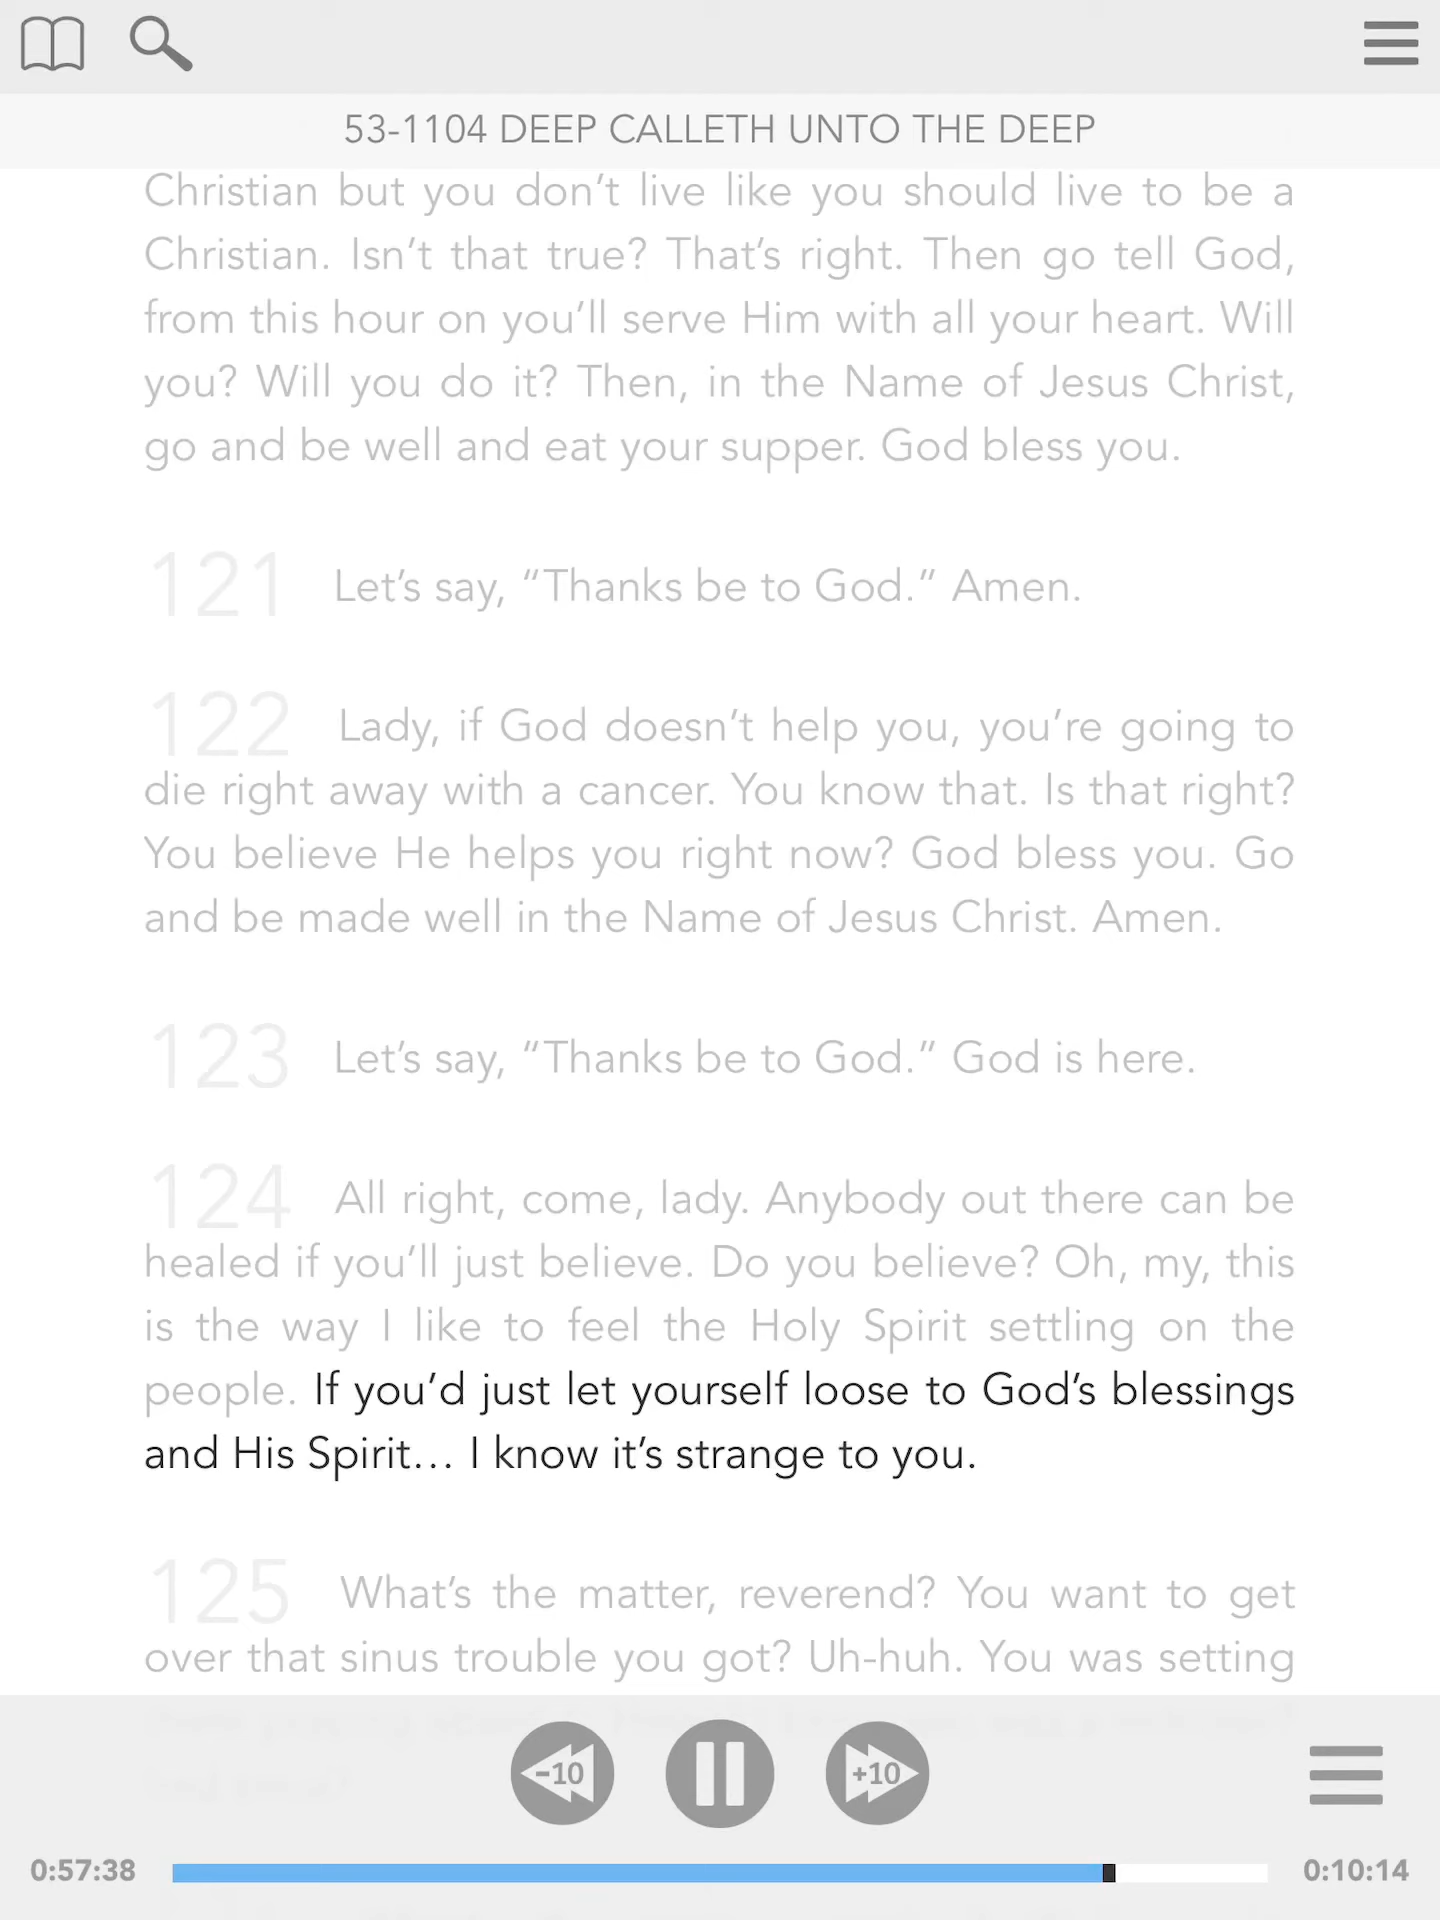 53-1104 DEEP CALLETH UNTO THE DEEP
Christian but you don’t live like you should live to be a
Christian. Isn’t that true? That’s right. Then go tell God,
from this hour on you’ll serve Him with all your heart. Will
you? Will you do it? Then, in the Name of Jesus Christ,
go and be well and eat your supper. God bless you.
121 Let’s say, “Thanks be to God.” Amen.
122 Lady, if God doesn’t help you, you’re going to
die right away with a cancer. You know that. Is that right?
You believe He helps you right now? God bless you. Go
and be made well in the Name of Jesus Christ. Amen.
123 Let’s say, “Thanks be to God.” God is here.
124 All right, come, lady. Anybody out there can be
healed if you’ll just believe. Do you believe? Oh, my, this
is the way I like to feel the Holy Spirit settling on the
people. If you’d just let yourself loose to God’s blessings
and His Spirit… I know it’s strange to you.
125 What’s the matter, reverend? You want to get
over that sinus trouble you got? Uh-huh. You was setting
-10 +10
0:57:38 0:10:14